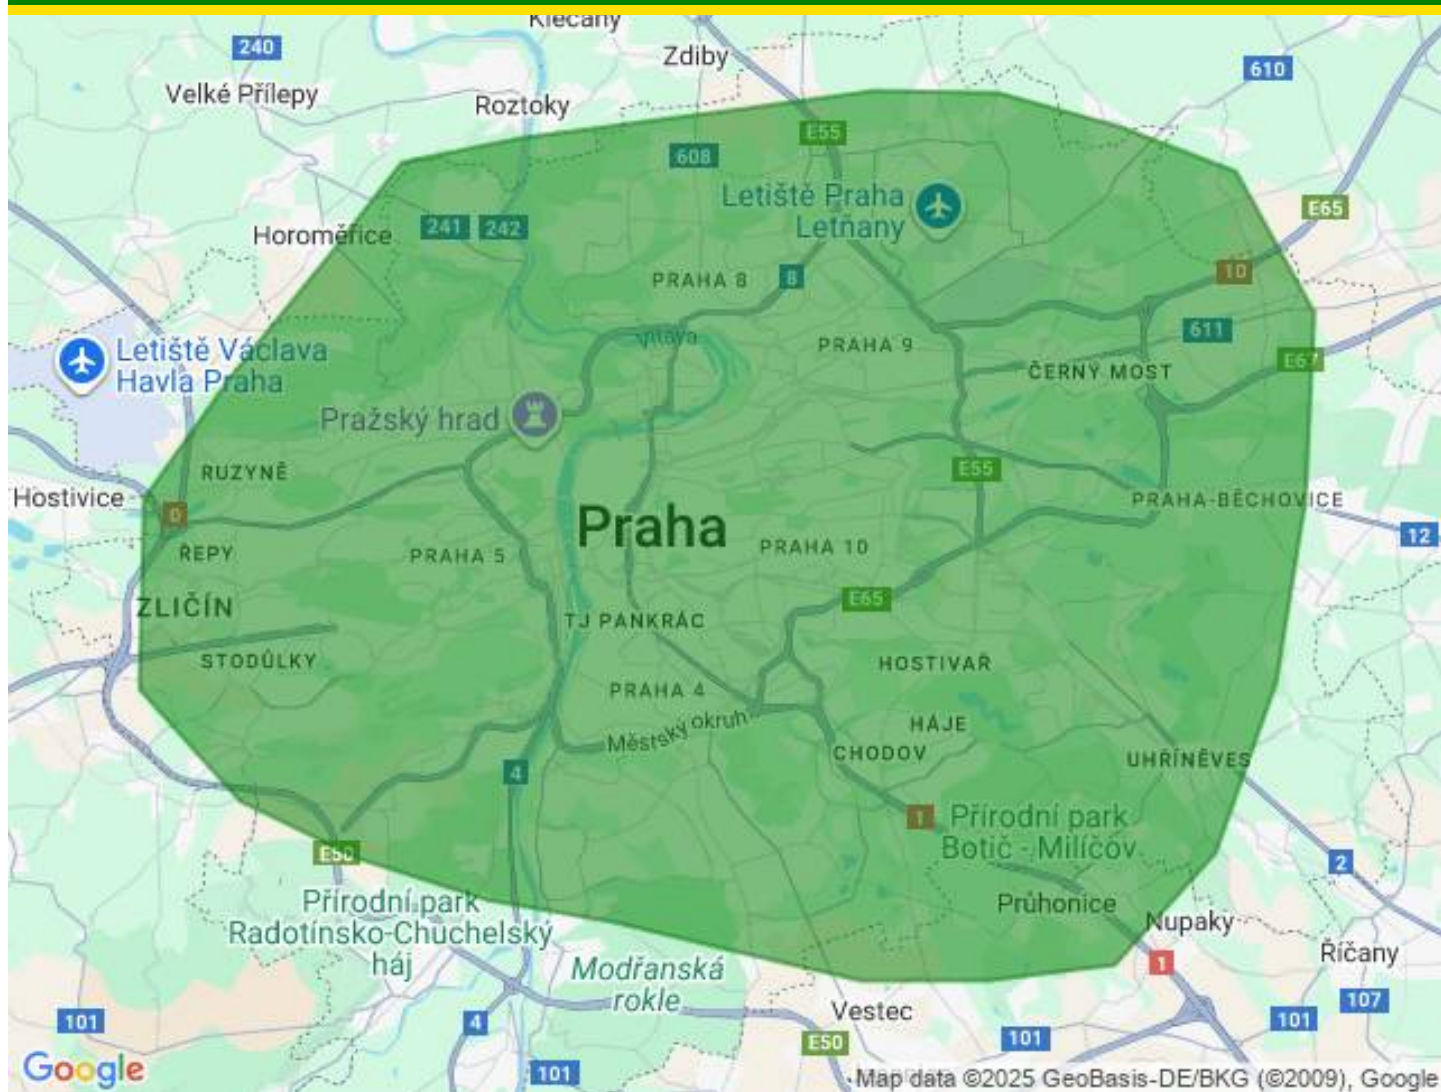 Klecany
240
Zdiby
610
Velké Přílepy
Roztoky
E55
608
Letiště Praha
Letňany
E65
241
242
Horoměřice
PRAHA 8
8
10
611
Vltava
PRAHA 9
Letiště Václava
Havla Praha
E67
ČERNÝ MOST
Pražský hrad
RUZYNĚ
E55
Hostivice
PRAHA-BĚCHOVICE
0
Praha
12
ŘEPY
PRAHA 5
PRAHA 10
E65
ZLIČÍN
TJ PANKRÁC
STODŮLKY
HOSTIVAŘ
PRAHA 4
Městský okruh
HÁJE
CHODOV
UHŘÍNĚVES
4
1
Přírodní park
Botič - Milíčov
E50
2
Přírodní park
Radotínsko-Chuchelský
háj
Průhonice
Nupaky
Říčany
1
Modřanská
rokle
Vestec
107
101
4
101
101
E50
101
Google
Map data ©2025 GeoBasis-DE/BKG (©2009), Google